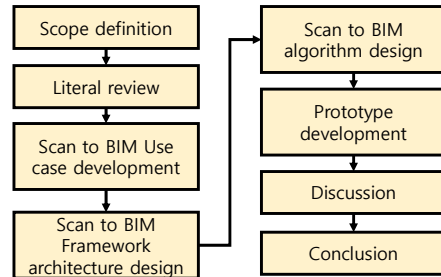 Scope definition
Literal review
Scan to BIM Use
case development
Scan to BIM
Framework
architecture design
Scan to BIM
algorithm design
Prototype
development
Discussion
Conclusion